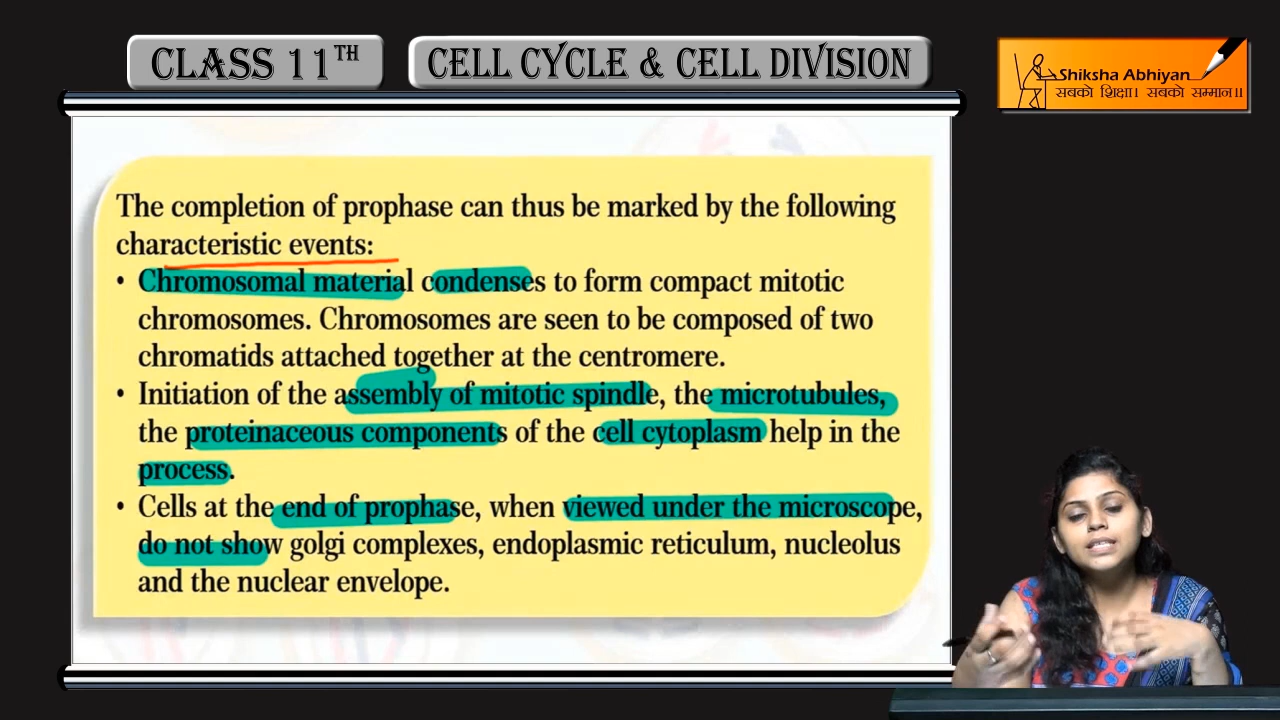 CLASS 11TH
CELL CYCLE & CELL DIVISION
Shiksha Abhiyan
सबको शिक्षा। सबको सम्मान॥
The completion of prophase can thus be marked by the following
characteristic events:
• Chromosomal material condenses to form compact mitotic
chromosomes. Chromosomes are seen to be composed of two
chromatids attached together at the centromere.
• Initiation of the assembly of mitotic spindle, the microtubules,
the proteinaceous components of the cell cytoplasm help in the
process.
• Cells at the end of prophase, when viewed under the microscope,
do not show golgi complexes, endoplasmic reticulum, nucleolus
and the nuclear envelope.